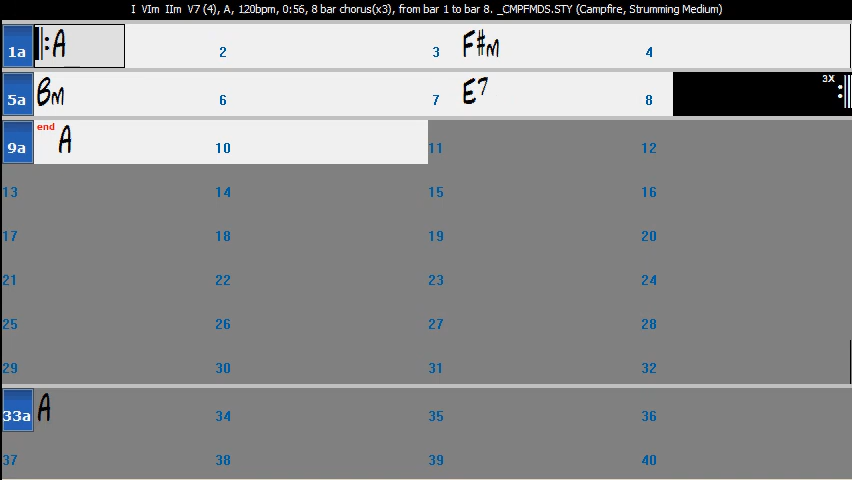 I VIm IIm V7 (4), A, 120bpm, 0:56, 8 bar chorus(x3), from bar 1 to bar 8. _CMPFMDS.STY (Campfire, Strumming Medium)
1a A 2 3 F#m 4
5a Bm 6 7 E7 8 3X
9a end A 10 11 12
13 14 15 16
17 18 19 20
21 22 23 24
25 26 27 28
29 30 31 32
33a A 34 35 36
37 38 39 40